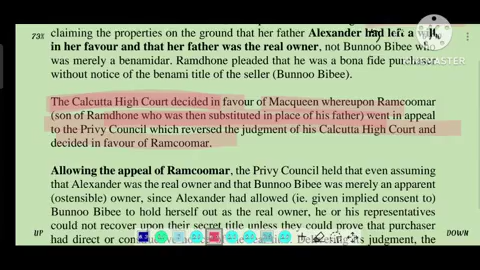 73%
claiming the properties on the ground that her father Alexander had left a will
in her favour and that her father was the real owner, not Bunnoo Bibee who
was merely a benamidar. Ramdhone pleaded that he was a bona fide purchaser
without notice of the benami title of the seller (Bunnoo Bibee).
The Calcutta High Court decided in favour of Macqueen whereupon Ramcoomar
(son of Ramdhone who was then substituted in place of his father) went in appeal
to the Privy Council which reversed the judgment of his Calcutta High Court and
decided in favour of Ramcoomar.
Allowing the appeal of Ramcoomar, the Privy Council held that even assuming
that Alexander was the real owner and that Bunnoo Bibee was merely an apparent
(ostensible) owner, since Alexander had allowed (ie. given implied consent to)
Bunnoo Bibee to hold herself out as the real owner, he or his representatives
could not recover upon their secret title unless they could prove that purchaser
UP
had direct or
judgment, the
DOWN